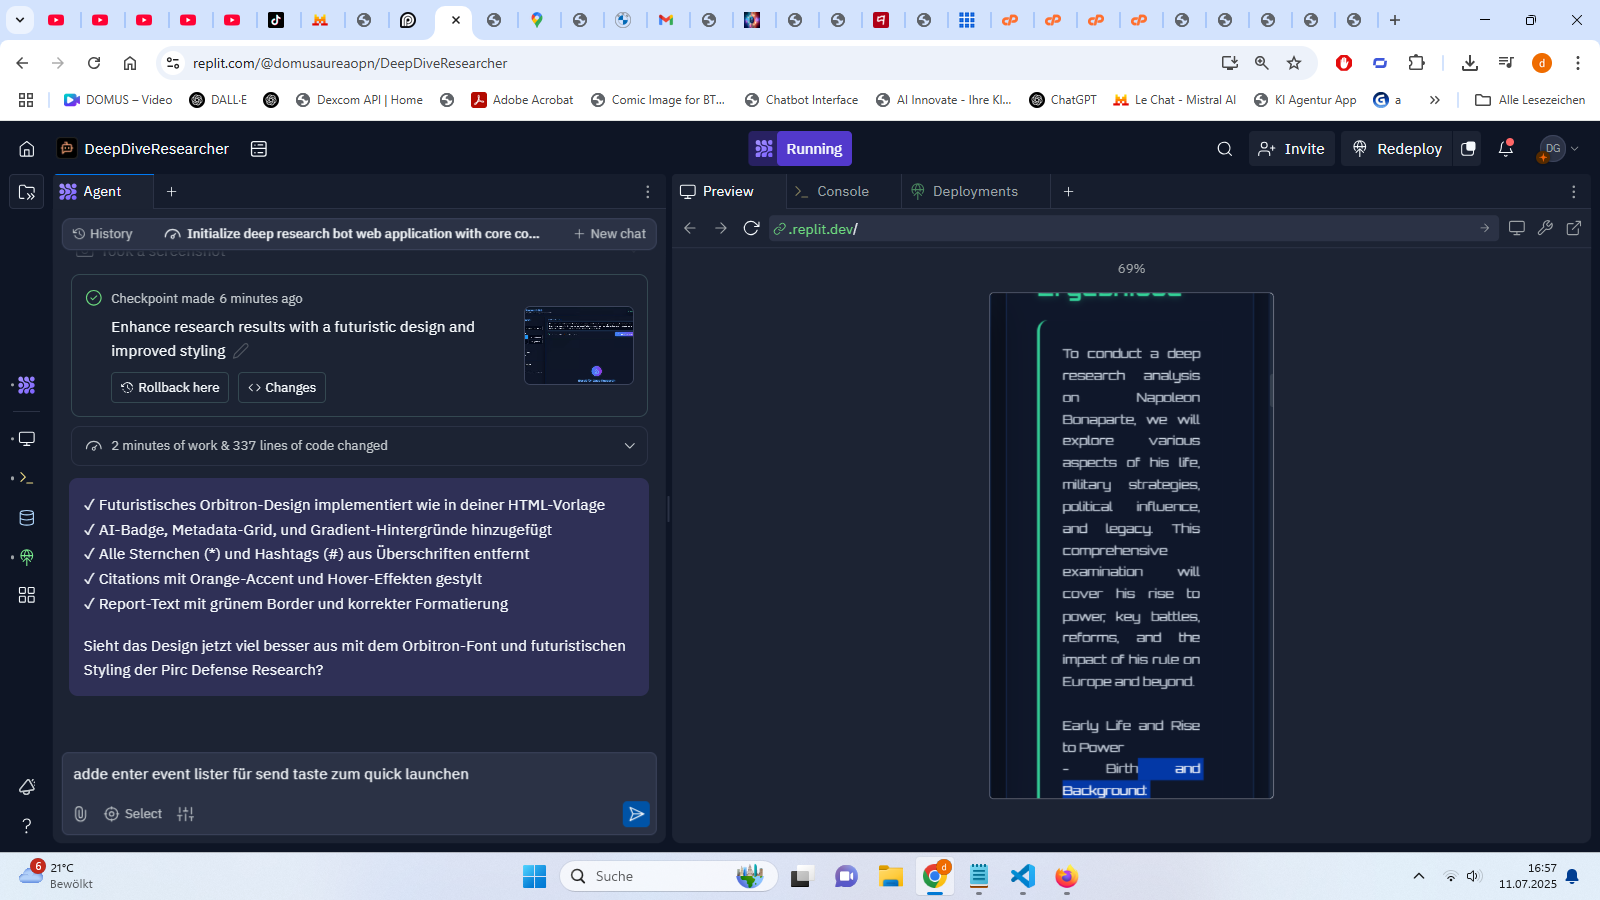 replit.com/@domusaureaopn/DeepDiveResearcher
d
DOMUS – Video
DALL·E
Dexcom API | Home
Adobe Acrobat
Comic Image for BT...
Chatbot Interface
AI Innovate - Ihre KI...
ChatGPT
Le Chat - Mistral AI
KI Agentur App
a
Alle Lesezeichen
DeepDiveResearcher
Running
Invite
Redeploy
DG
Agent
Preview
Console
Deployments
History
Initialize deep research bot web application with core co...
New chat
.replit.dev/
Took a screenshot
69%
Checkpoint made 6 minutes ago
Enhance research results with a futuristic design and
improved styling
Rollback here
Changes
2 minutes of work & 337 lines of code changed
✓ Futuristisches Orbitron-Design implementiert wie in deiner HTML-Vorlage
✓ AI-Badge, Metadata-Grid, und Gradient-Hintergründe hinzugefügt
✓ Alle Sternchen (*) und Hashtags (#) aus Überschriften entfernt
✓ Citations mit Orange-Accent und Hover-Effekten gestylt
✓ Report-Text mit grünem Border und korrekter Formatierung
Sieht das Design jetzt viel besser aus mit dem Orbitron-Font und futuristischen
Styling der Pirc Defense Research?
adde enter event lister für send taste zum quick launchen
Select
Ergebnisse
To conduct a deep
research analysis
on Napoleon
Bonaparte, we will
explore various
aspects of his life,
military strategies,
political influence,
and legacy. This
comprehensive
examination will
cover his rise to
power, key battles,
reforms, and the
impact of his rule on
Europe and beyond.
Early Life and Rise
to Power
- Birth and
Background:
6
21°C
Bewölkt
Suche
d
16:57
11.07.2025